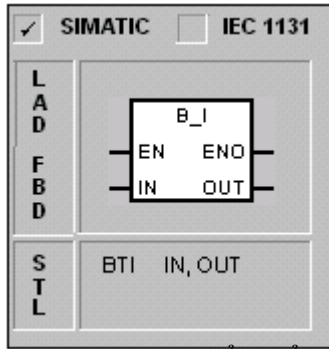 ✓ SIMATIC IEC 1131
LAD
FBD
B_I
EN ENO
IN OUT
STL
BTI IN, OUT